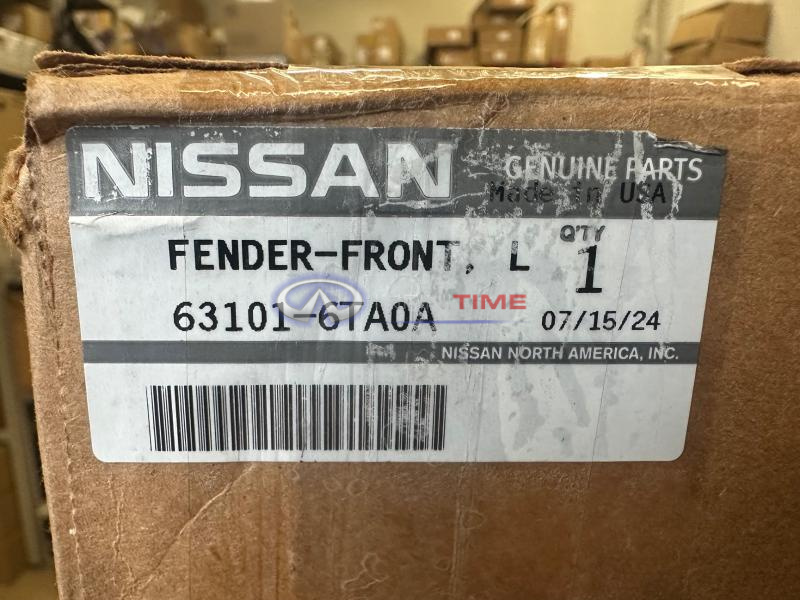 NISSAN GENUINE PARTS
Made in USA
FENDER-FRONT, L
Q'TY
1
63101-6TA0A
TIME
07/15/24
NISSAN NORTH AMERICA, INC.